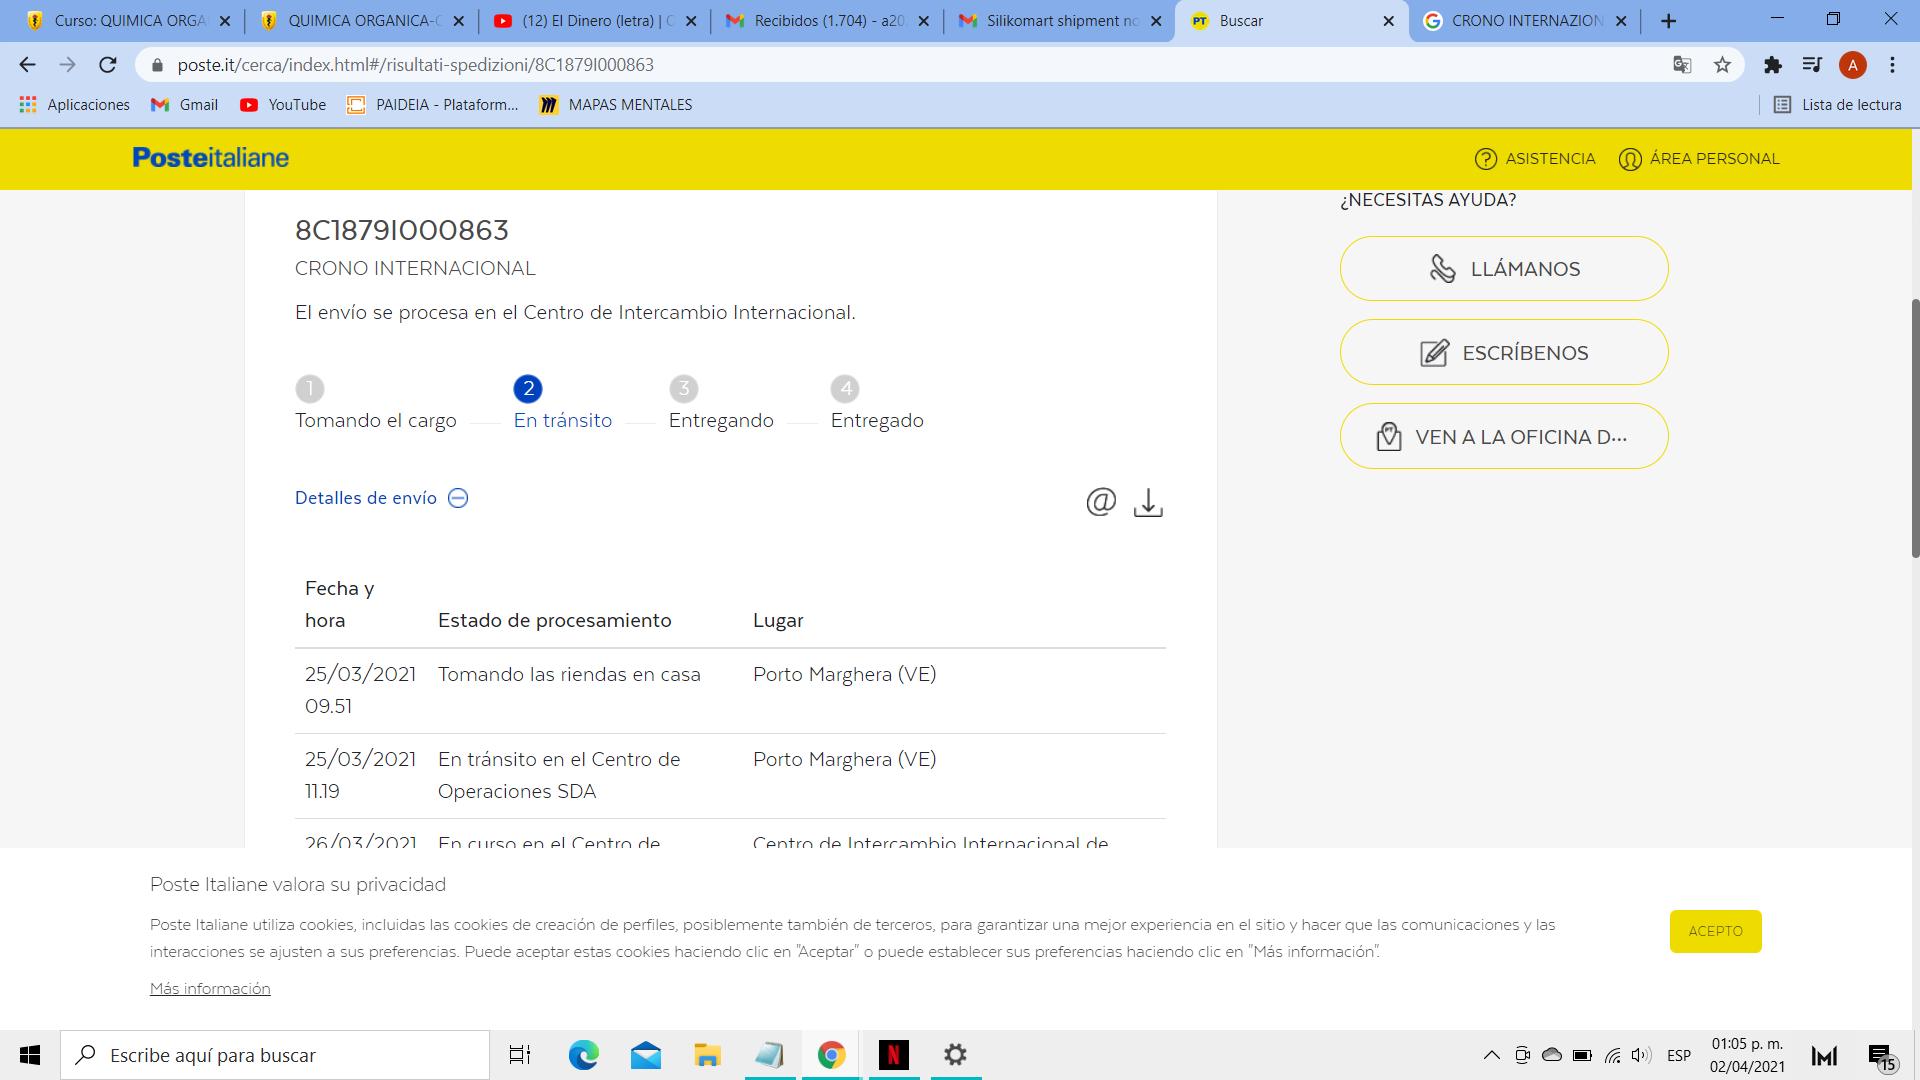 Curso: QUIMICA ORGA
QUIMICA ORGANICA-C
(12) El Dinero (letra) | C
Recibidos (1.704) - a20
Silikomart shipment no
PT Buscar
CRONO INTERNAZION
poste.it/cerca/index.html#/risultati-spedizioni/8C1879I000863
A
Aplicaciones
Gmail
YouTube
PAIDEIA - Plataform...
MAPAS MENTALES
Lista de lectura
Posteitaliane
ASISTENCIA
ÁREA PERSONAL
8C1879I000863
CRONO INTERNACIONAL
El envío se procesa en el Centro de Intercambio Internacional.
1 2 3 4
Tomando el cargo
En tránsito
Entregando
Entregado
Detalles de envío
Fecha y
hora Estado de procesamiento Lugar
25/03/2021 Tomando las riendas en casa Porto Marghera (VE)
09.51
25/03/2021 En tránsito en el Centro de Porto Marghera (VE)
11.19 Operaciones SDA
26/03/2021 En curso en el Centro de Centro de Intercambio Internacional de
¿NECESITAS AYUDA?
LLÁMANOS
ESCRÍBENOS
PT VEN A LA OFICINA D...
Poste Italiane valora su privacidad
Poste Italiane utiliza cookies, incluidas las cookies de creación de perfiles, posiblemente también de terceros, para garantizar una mejor experiencia en el sitio y hacer que las comunicaciones y las
interacciones se ajusten a sus preferencias. Puede aceptar estas cookies haciendo clic en "Aceptar" o puede establecer sus preferencias haciendo clic en "Más información".
Más información
ACEPTO
Escribe aquí para buscar
N
ESP
01:05 p. m.
02/04/2021
15